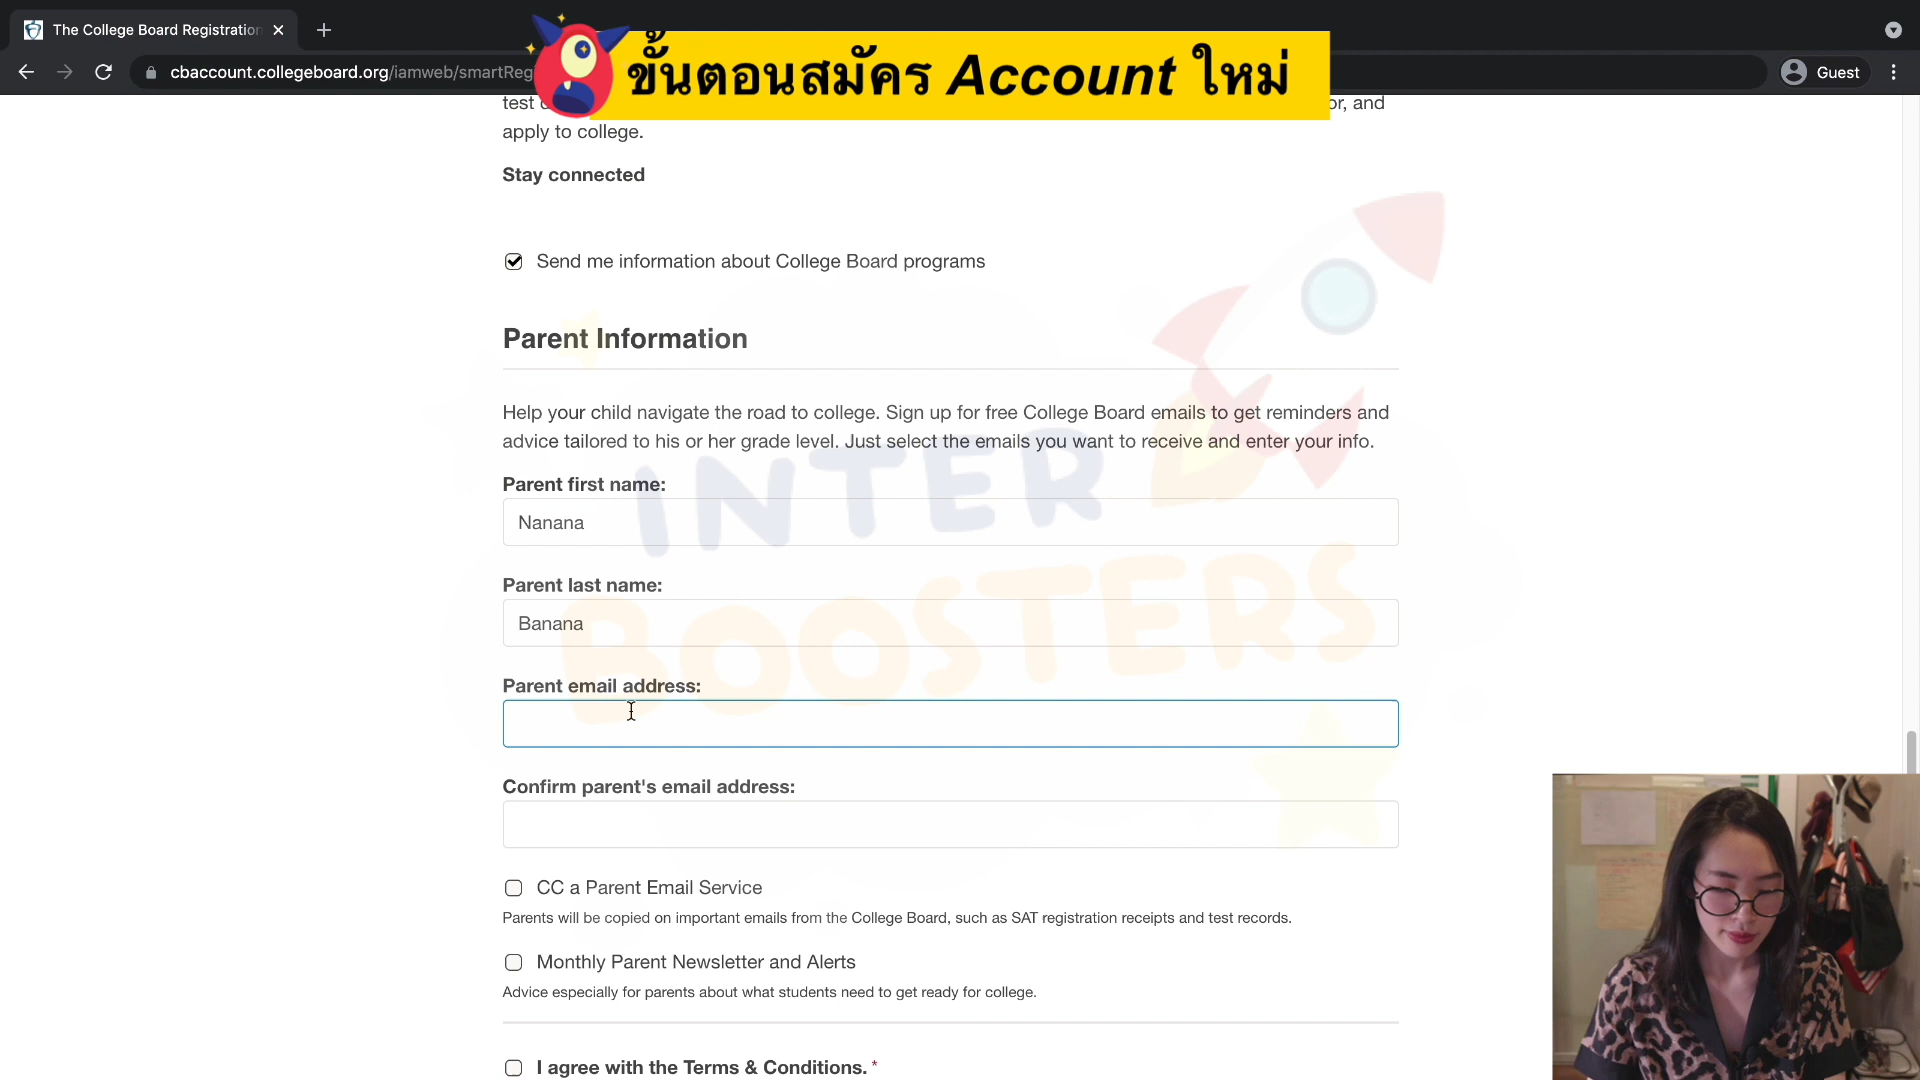 The College Board Registration
ขั้นตอนสมัคร Account ใหม่
cbaccount.collegeboard.org/iamweb/smartReg
Guest
test
or, and
apply to college.
Stay connected
Send me information about College Board programs
Parent Information
Help your child navigate the road to college. Sign up for free College Board emails to get reminders and
advice tailored to his or her grade level. Just select the emails you want to receive and enter your info.
Parent first name:
Nanana
Parent last name:
Banana
Parent email address:
Confirm parent's email address:
CC a Parent Email Service
Parents will be copied on important emails from the College Board, such as SAT registration receipts and test records.
Monthly Parent Newsletter and Alerts
Advice especially for parents about what students need to get ready for college.
I agree with the Terms & Conditions. *
INTER
BOOSTERS